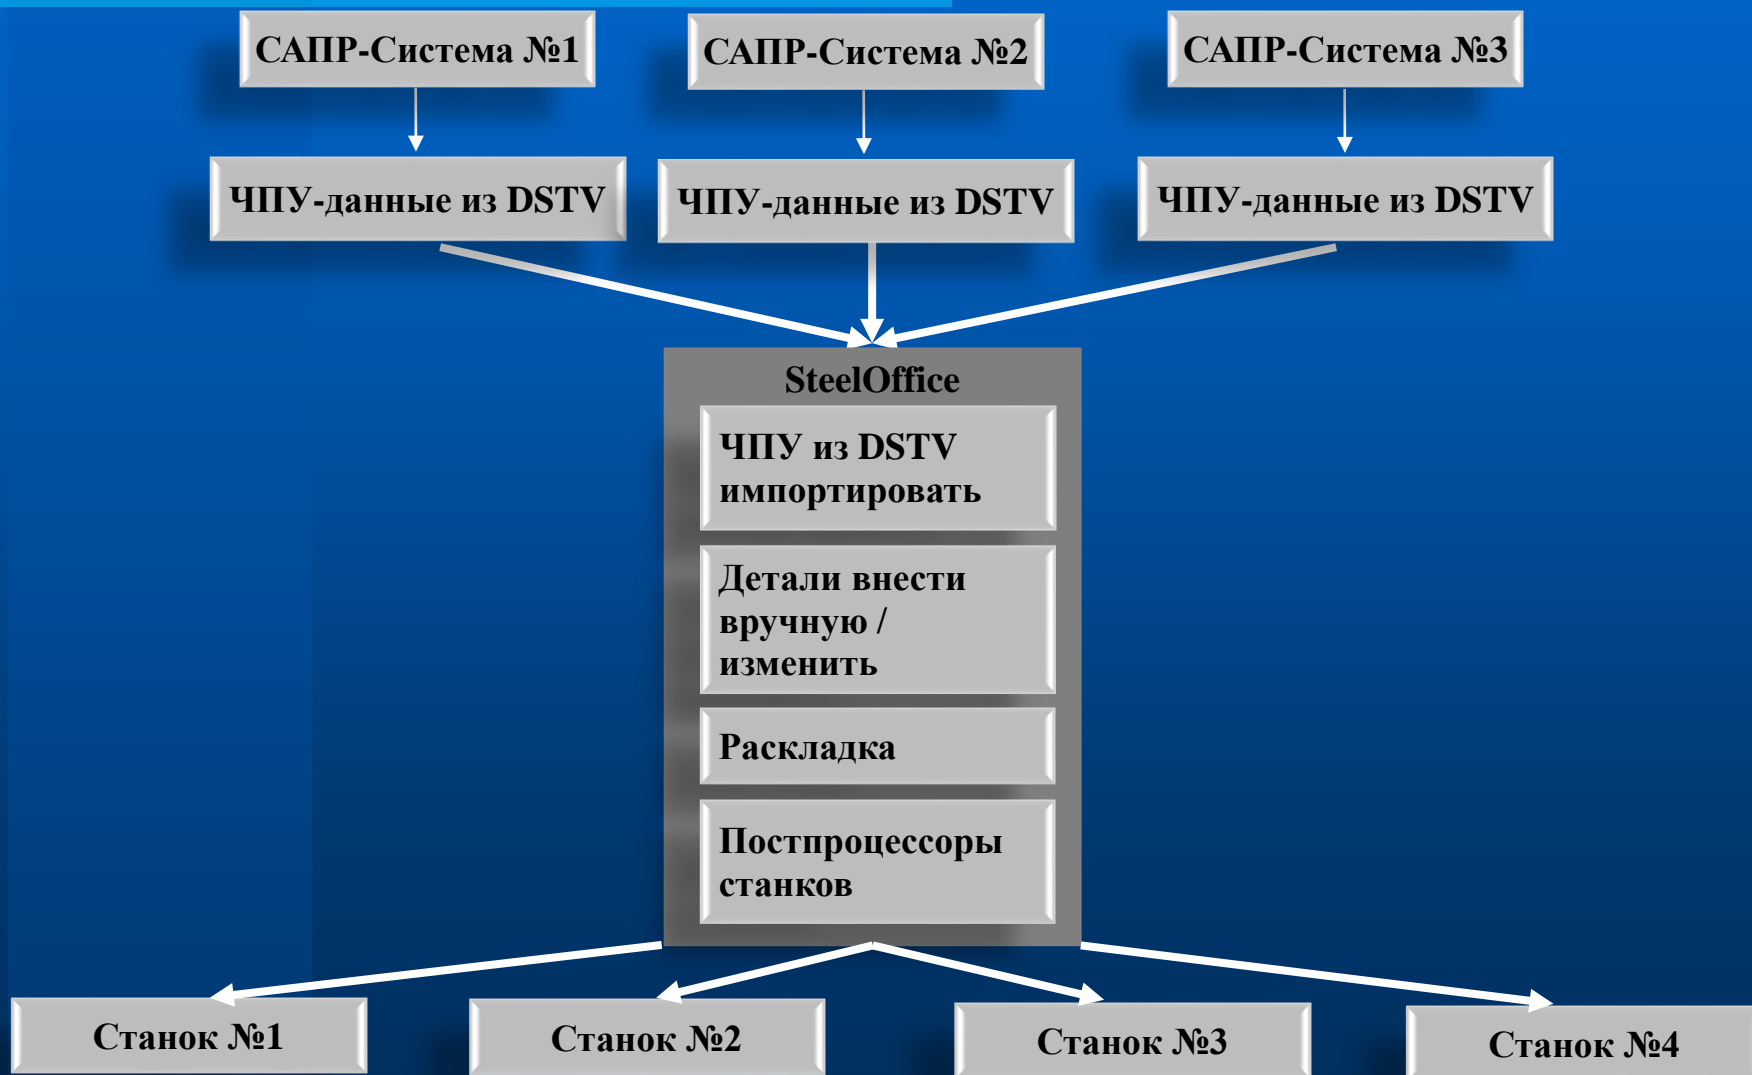 САПР-Система №1
САПР-Система №2
САПР-Система №3
ЧПУ-данные из DSTV
ЧПУ-данные из DSTV
ЧПУ-данные из DSTV
SteelOffice
ЧПУ из DSTV
импортировать
Детали внести
вручную /
изменить
Раскладка
Постпроцессоры
станков
Станок №1
Станок №2
Станок №3
Станок №4